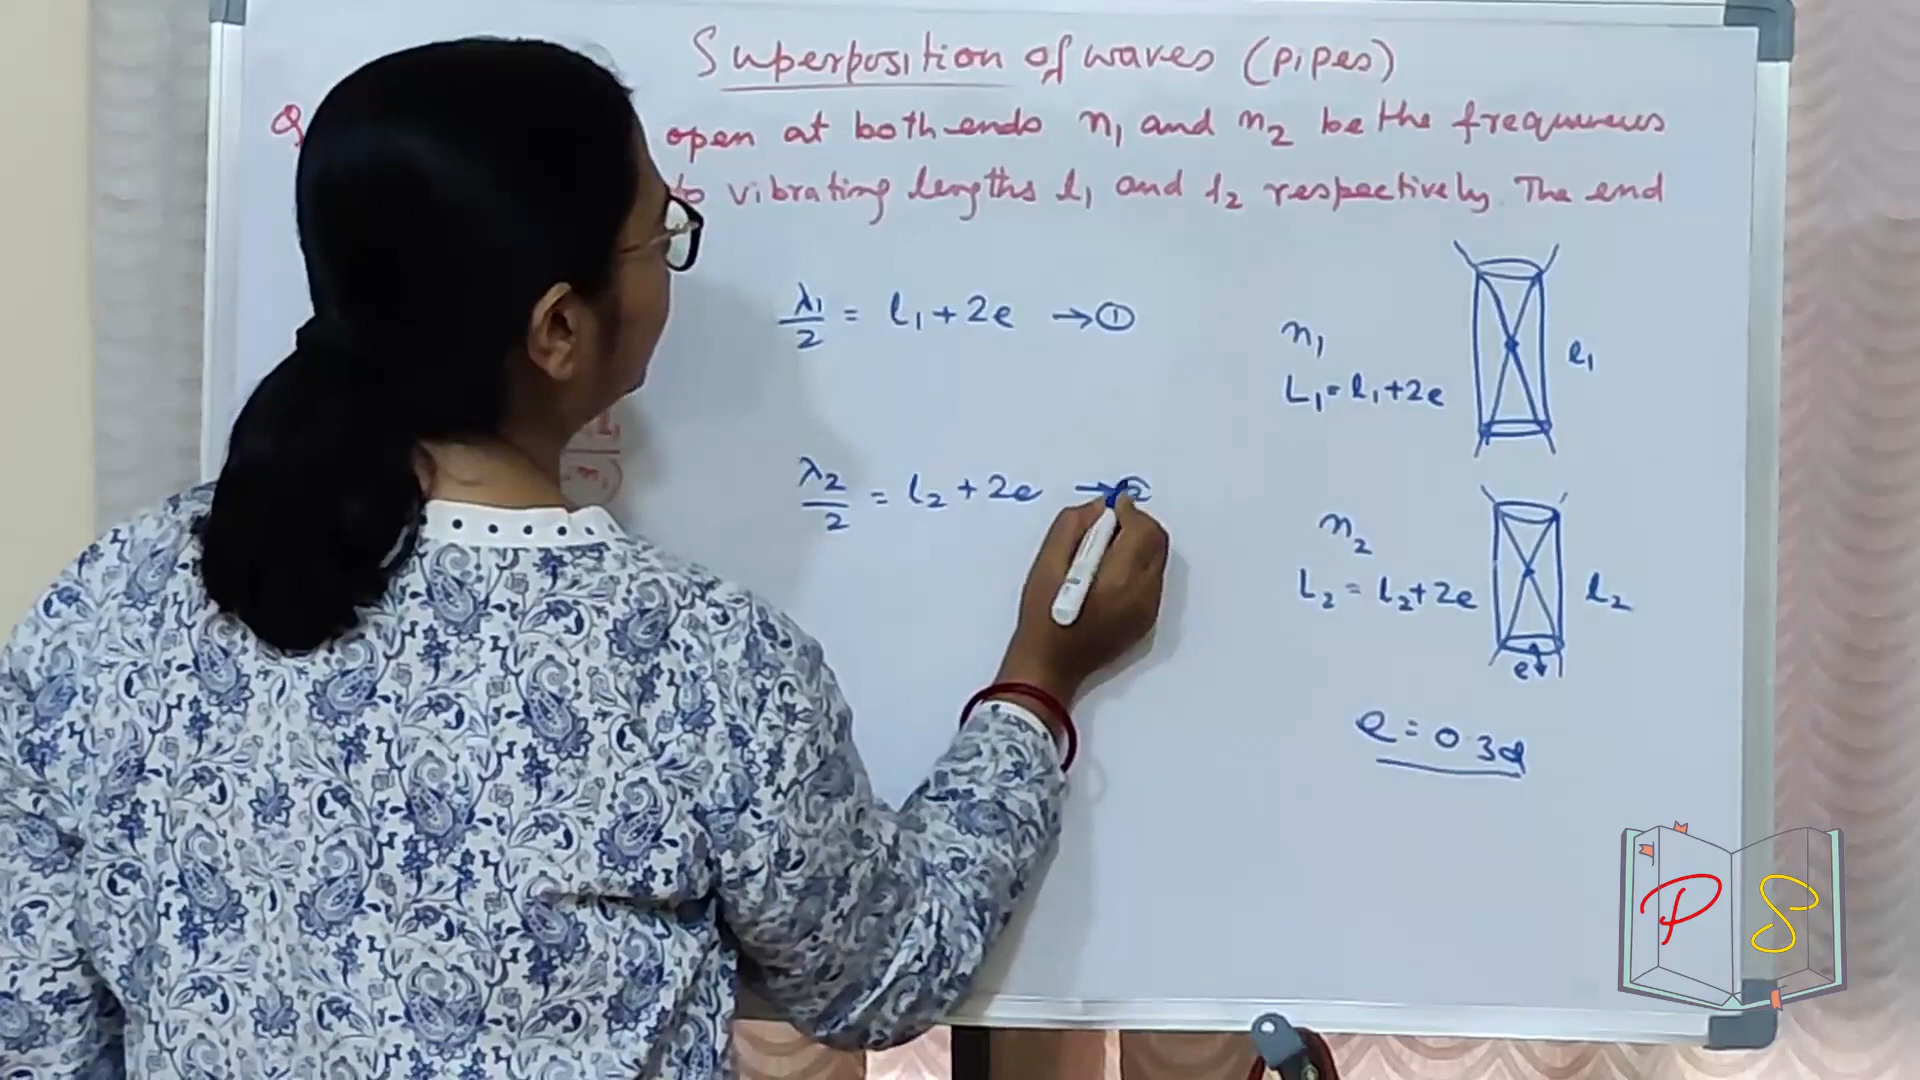 Superposition of waves (pipes)
Q open at both ends n₁ and n₂ be the frequencies
to vibrating lengths l₁ and l₂ respectively. The end
λ₁/2 = l₁ + 2e → ①
n₁
L₁ = l₁ + 2e
l₁
λ₂/2 = l₂ + 2e → ②
n₂
L₂ = l₂ + 2e
l₂
e
e = 0.3d
P S